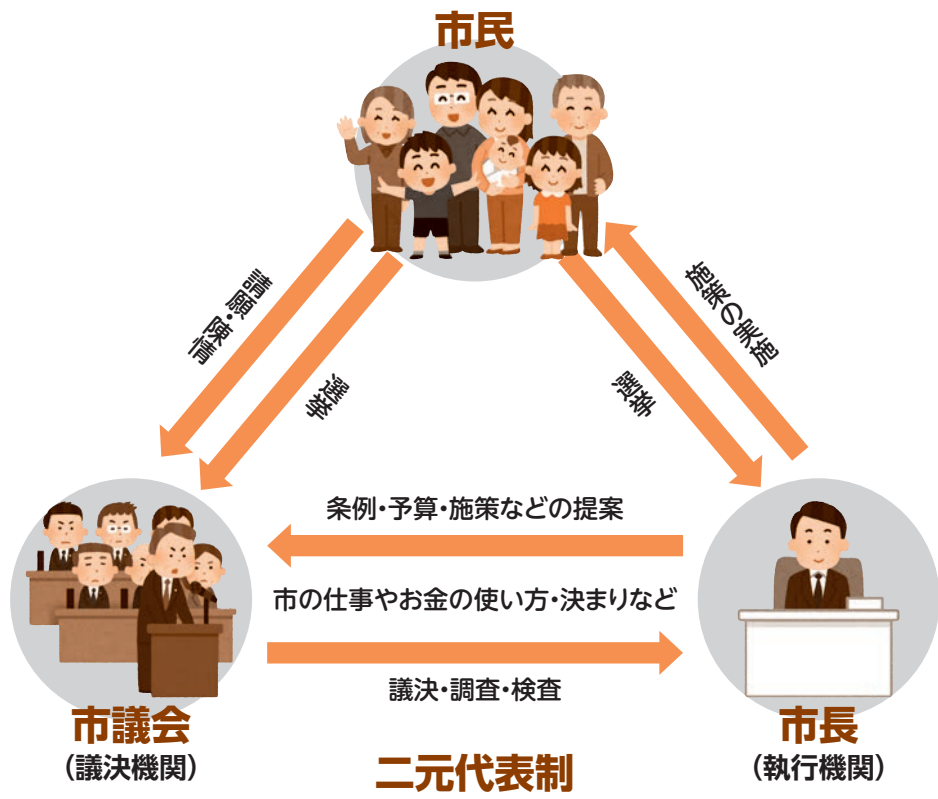 市民
請願・陳情
選挙
選挙
施策の実施
条例・予算・施策などの提案
市の仕事やお金の使い方・決まりなど
議決・調査・検査
市議会
（議決機関）
市長
（執行機関）
二元代表制